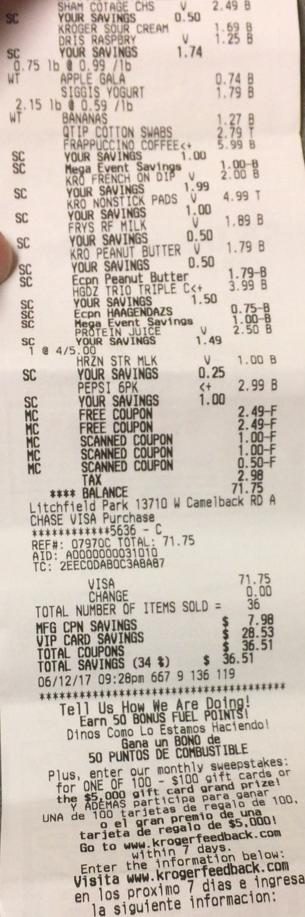 SHAM COTAGE CHS V 2.49 B
SC YOUR SAVINGS 0.50
KROGER SOUR CREAM 1.69 B
DRIS RASPBRY V 1.25 B
SC YOUR SAVINGS 1.74
0.75 lb @ 0.99 /lb
WT APPLE GALA 0.74 B
SIGGIS YOGURT 1.79 B
2.15 lb @ 0.59 /lb
WT BANANAS 1.27 B
QTIP COTTON SWABS 2.79 T
FRAPPUCCINO COFFEE<+ 5.99 B
SC YOUR SAVINGS 1.00
SC Mega Event Savings 1.00-B
KRO FRENCH ON DIP V 2.00 B
SC YOUR SAVINGS 1.99
KRO NONSTICK PADS V 4.99 T
SC YOUR SAVINGS 1.00
FRYS RF MILK V 1.89 B
SC YOUR SAVINGS 0.50
KRO PEANUT BUTTER V 1.79 B
SC YOUR SAVINGS 0.50
SC Ecpn Peanut Butter 1.79-B
HGDZ TRIO TRIPLE C<+ 3.99 B
SC YOUR SAVINGS 1.50
SC Ecpn HAAGENDAZS 0.75-B
SC Mega Event Savings 1.00-B
PROTEIN JUICE V 2.50 B
SC YOUR SAVINGS 1.49
1 @ 4/5.00
HRZN STR MLK V 1.00 B
SC YOUR SAVINGS 0.25
PEPSI 6PK <+ 2.99 B
SC YOUR SAVINGS 1.00
MC FREE COUPON 2.49-F
MC FREE COUPON 2.49-F
MC SCANNED COUPON 1.00-F
MC SCANNED COUPON 1.00-F
MC SCANNED COUPON 0.50-F
TAX 2.98
**** BALANCE 71.75
Litchfield Park 13710 W Camelback RD A
CHASE VISA Purchase
************5636 - C
REF#: 07970C TOTAL: 71.75
AID: A0000000031010
TC: 2EECODABC3ABAB87
VISA 71.75
CHANGE 0.00
TOTAL NUMBER OF ITEMS SOLD = 36
MFG CPN SAVINGS $ 7.98
VIP CARD SAVINGS $ 28.53
TOTAL COUPONS $ 36.51
TOTAL SAVINGS (34 %) $ 36.51
06/12/17 09:28pm 667 9 136 119
****************************************
Tell Us How We Are Doing!
Earn 50 BONUS FUEL POINTS!
Dinos Como Lo Estamos Haciendo!
Gana un BONO de
50 PUNTOS DE COMBUSTIBLE
Plus, enter our monthly sweepstakes:
for ONE OF 100 - $100 gift cards or
the $5,000 gift card grand prize!
Y ADEMAS participa para ganar
UNA de 100 tarjetas de regalo de 100,
o el gran premio de una
tarjeta de regalo de $5,000!
Go to www.krogerfeedback.com
within 7 days.
Enter the information below:
Visita www.krogerfeedback.com
en los proximo 7 dias e ingresa
la siguiente informacion: